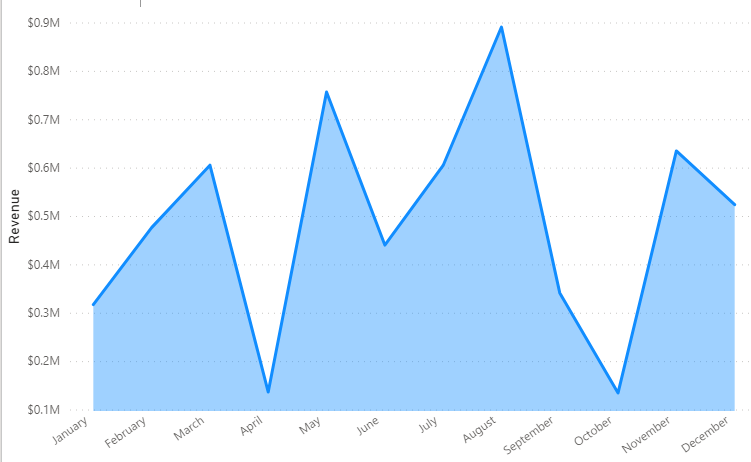 $0.9M
$0.8M
$0.7M
$0.6M
$0.5M
$0.4M
$0.3M
$0.2M
$0.1M
Revenue
January
February
March
April
May
June
July
August
September
October
November
December